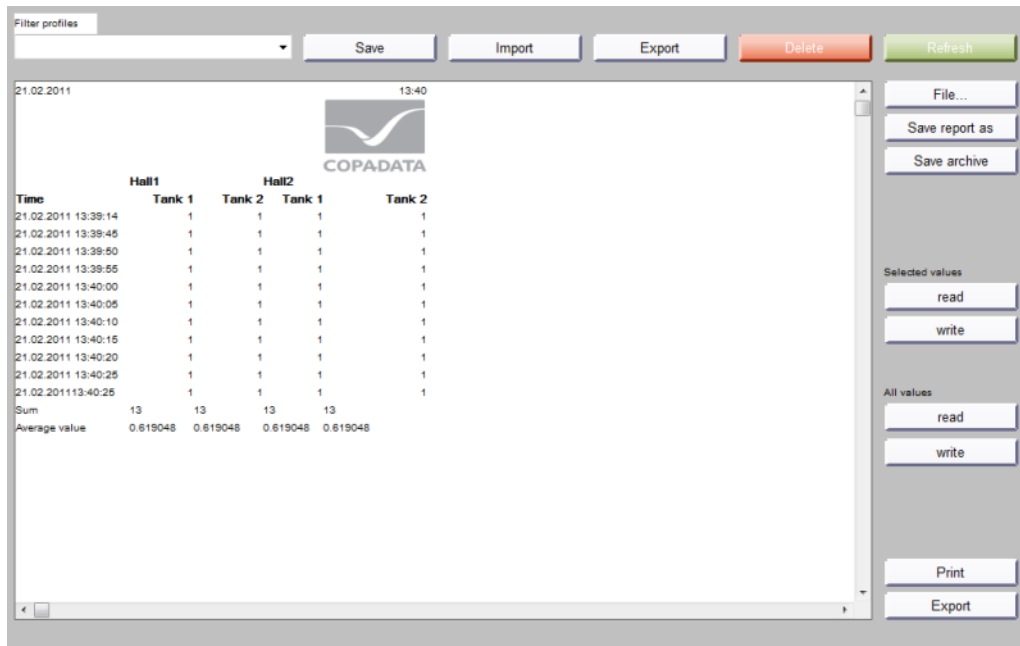 Filter profiles
Save Import Export Delete Refresh
21.02.2011 13:40
File...
Save report as
COPADATA
Save archive
Hall1 Hall2
Time Tank 1 Tank 2 Tank 1 Tank 2
21.02.2011 13:39:14 1 1 1 1
21.02.2011 13:39:45 1 1 1 1
21.02.2011 13:39:50 1 1 1 1
21.02.2011 13:39:55 1 1 1 1
21.02.2011 13:40:00 1 1 1 1
21.02.2011 13:40:05 1 1 1 1
21.02.2011 13:40:10 1 1 1 1
21.02.2011 13:40:15 1 1 1 1
21.02.2011 13:40:20 1 1 1 1
21.02.2011 13:40:25 1 1 1 1
21.02.201113:40:25 1 1 1 1
Sum 13 13 13 13
Average value 0.619048 0.619048 0.619048 0.619048
Selected values
read
write
All values
read
write
Print
Export